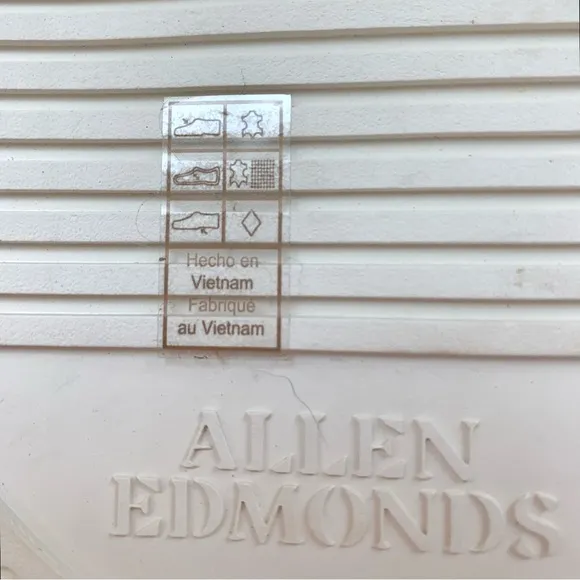 Hecho en
Vietnam
Fabriqué
au Vietnam
ALLEN
EDMONDS